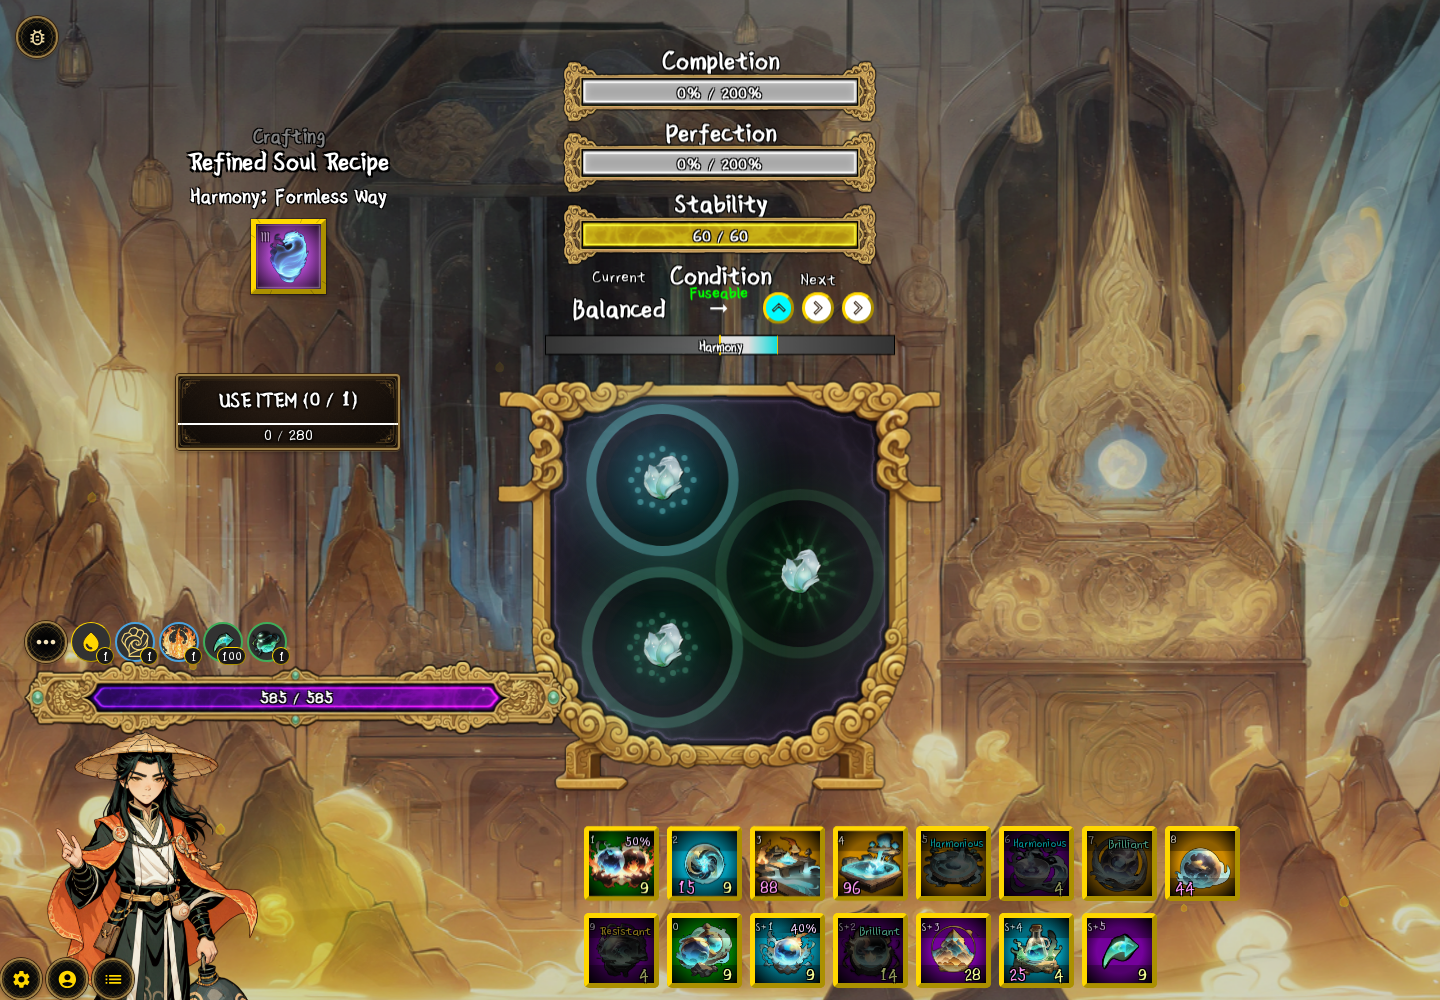 Completion
0% / 200%
Perfection
0% / 200%
Stability
60 / 60
Current
Condition
Next
Fuseable
Balanced
Harmony
Crafting
Refined Soul Recipe
Harmony: Formless Way
III
USE ITEM (0 / 1)
0 / 280
1
1
1
100
1
585 / 585
1
50%
9
2
15
9
3
88
4
96
5
Harmonious
6
Harmonious
4
7
Brilliant
8
44
9
Resistant
4
0
9
S+1
40%
9
S+2
Brilliant
14
S+3
28
S+4
25
4
S+5
9